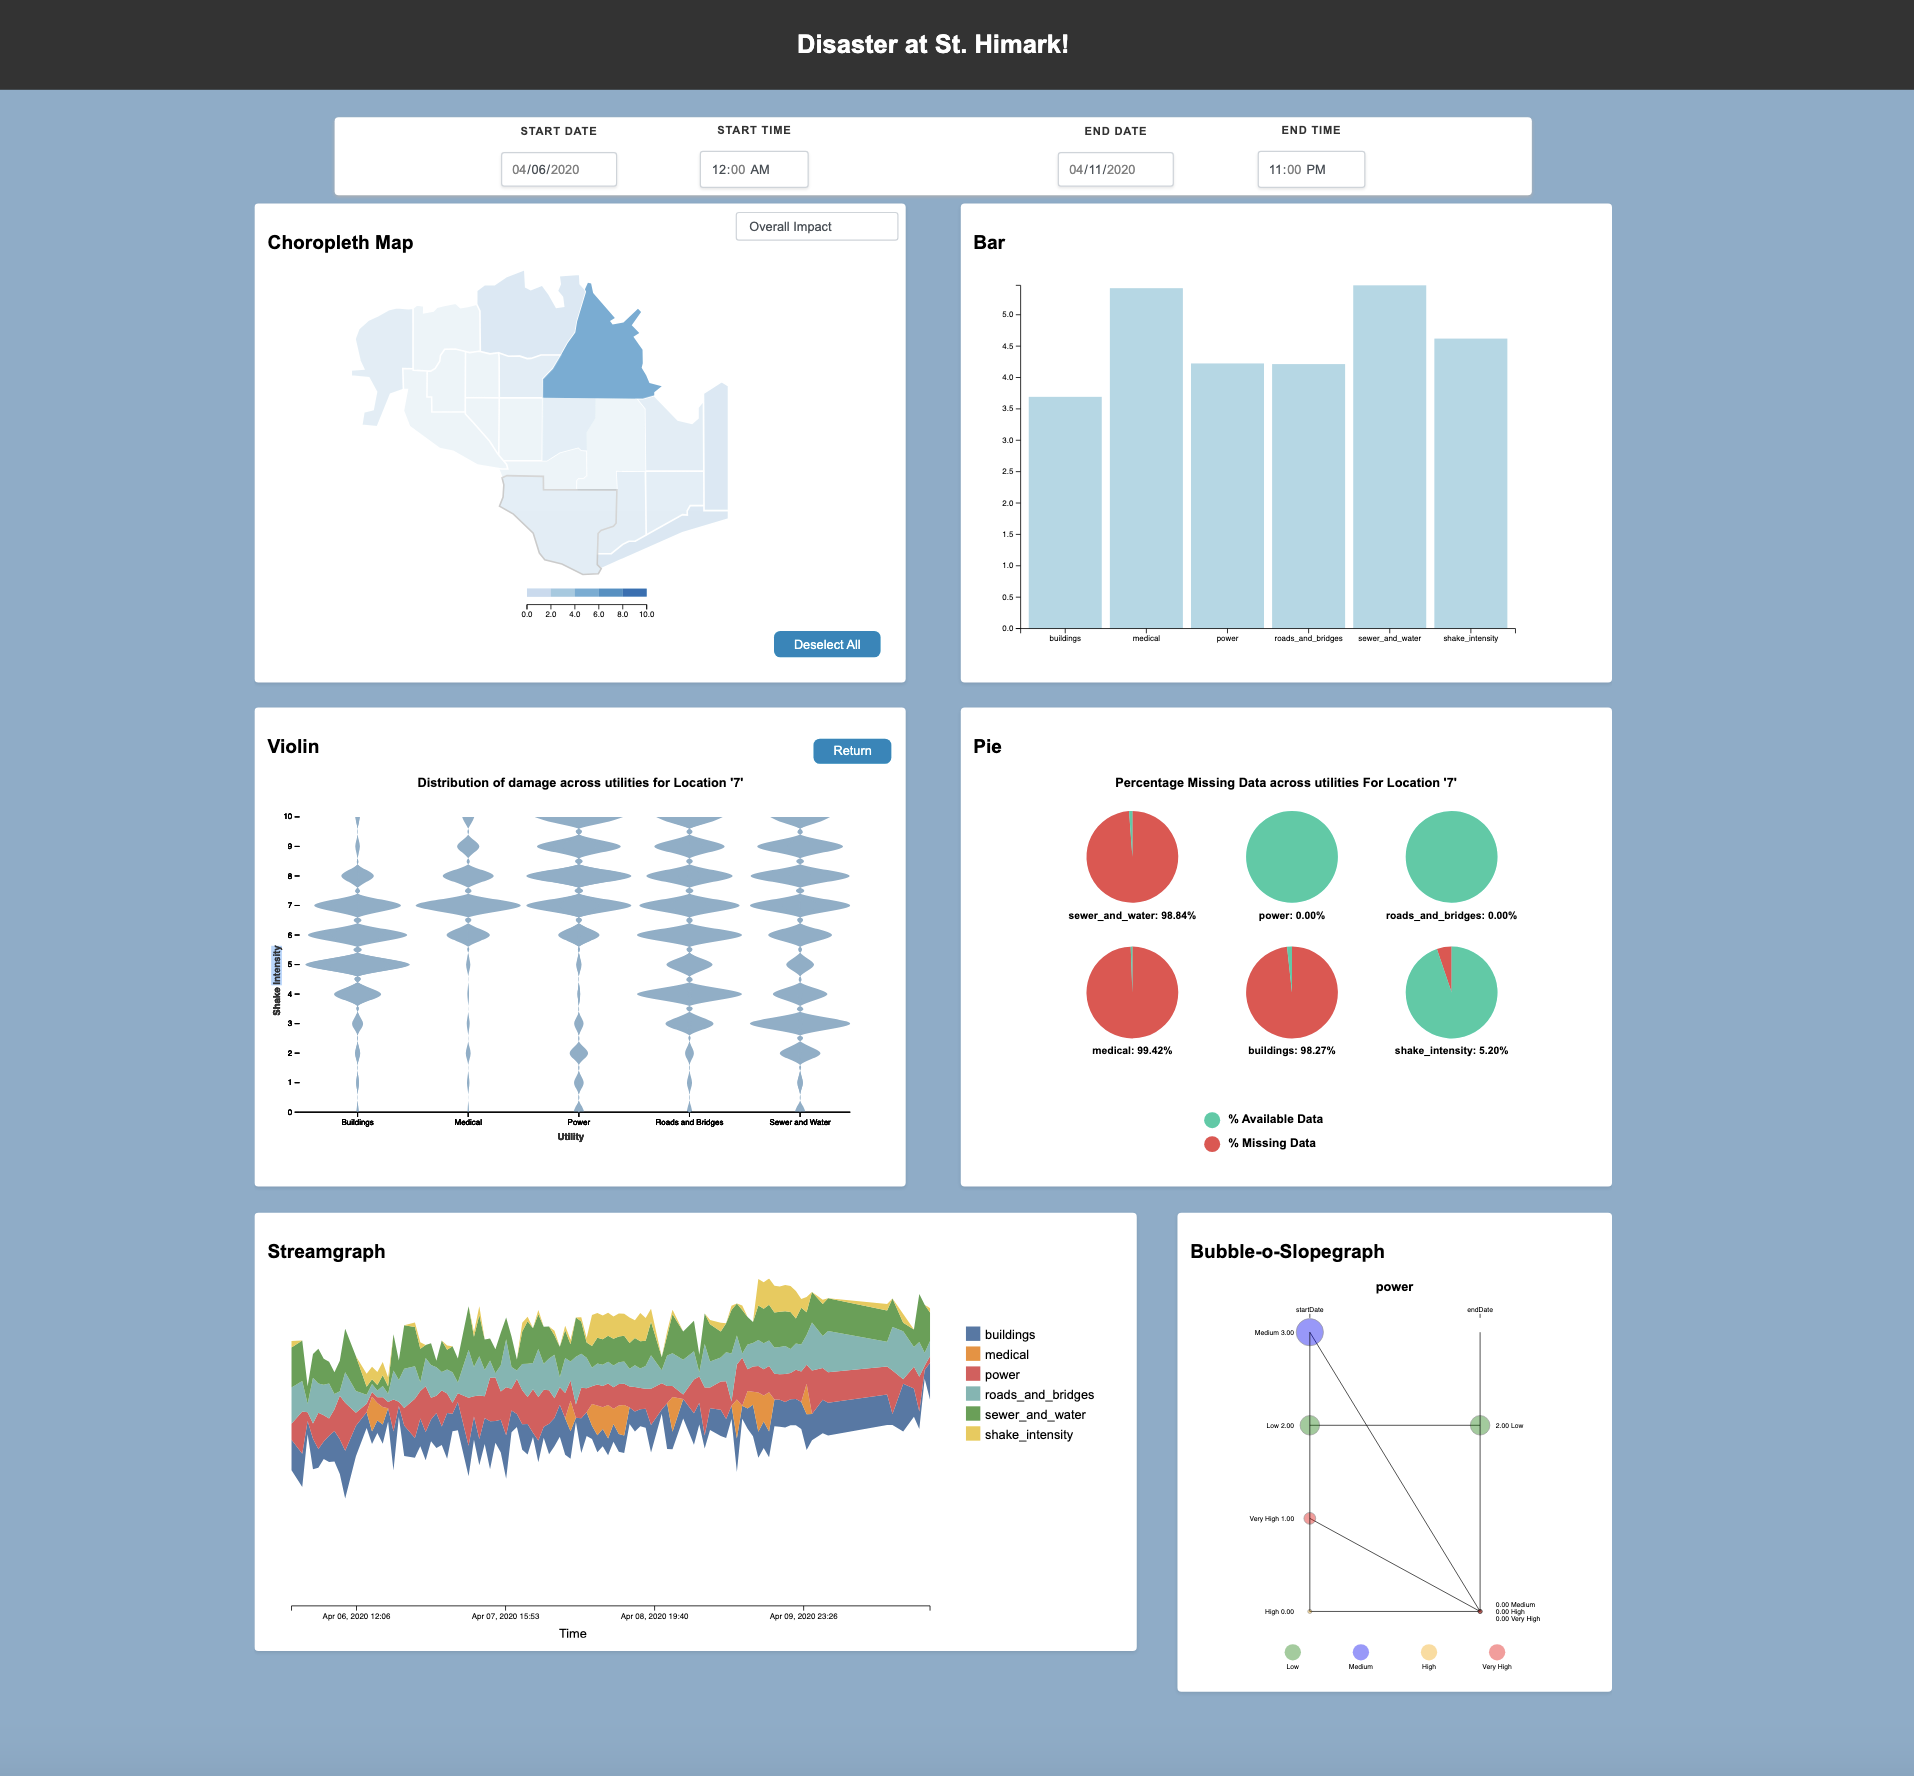 Disaster at St. Himark!
START DATE
START TIME
END DATE
END TIME
04/06/2020
12:00 AM
04/11/2020
11:00 PM
Choropleth Map
Overall Impact
0.0 2.0 4.0 6.0 8.0 10.0
Deselect All
Bar
5.0
4.5
4.0
3.5
3.0
2.5
2.0
1.5
1.0
0.5
0.0
buildings medical power roads_and_bridges sewer_and_water shake_intensity
Violin
Return
Distribution of damage across utilities for Location '7'
10
9
8
7
6
5
4
3
2
1
0
Shake Intensity
Buildings Medical Power Roads and Bridges Sewer and Water
Utility
Pie
Percentage Missing Data across utilities For Location '7'
sewer_and_water: 98.84% power: 0.00% roads_and_bridges: 0.00%
medical: 99.42% buildings: 98.27% shake_intensity: 5.20%
% Available Data
% Missing Data
Streamgraph
buildings
medical
power
roads_and_bridges
sewer_and_water
shake_intensity
Apr 06, 2020 12:06 Apr 07, 2020 15:53 Apr 08, 2020 19:40 Apr 09, 2020 23:26
Time
Bubble-o-Slopegraph
power
startDate endDate
Medium 3.00
Low 2.00 2.00 Low
Very High 1.00
High 0.00
0.00 Medium
0.00 High
0.00 Very High
Low Medium High Very High